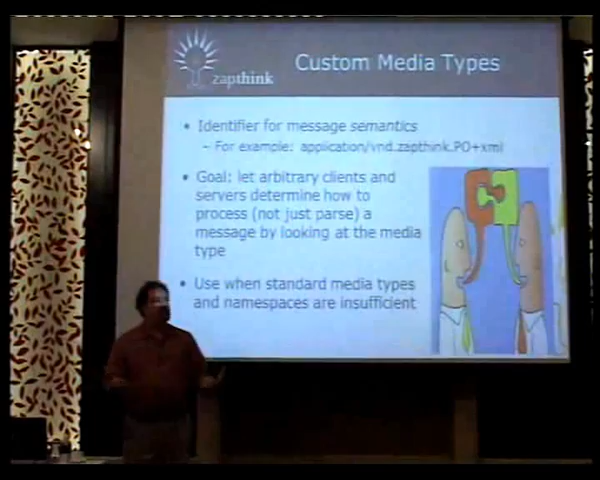 zapthink
Custom Media Types
• Identifier for message semantics
– For example: application/vnd.zapthink.PO+xml
• Goal: let arbitrary clients and
servers determine how to
process (not just parse) a
message by looking at the media
type
• Use when standard media types
and namespaces are insufficient